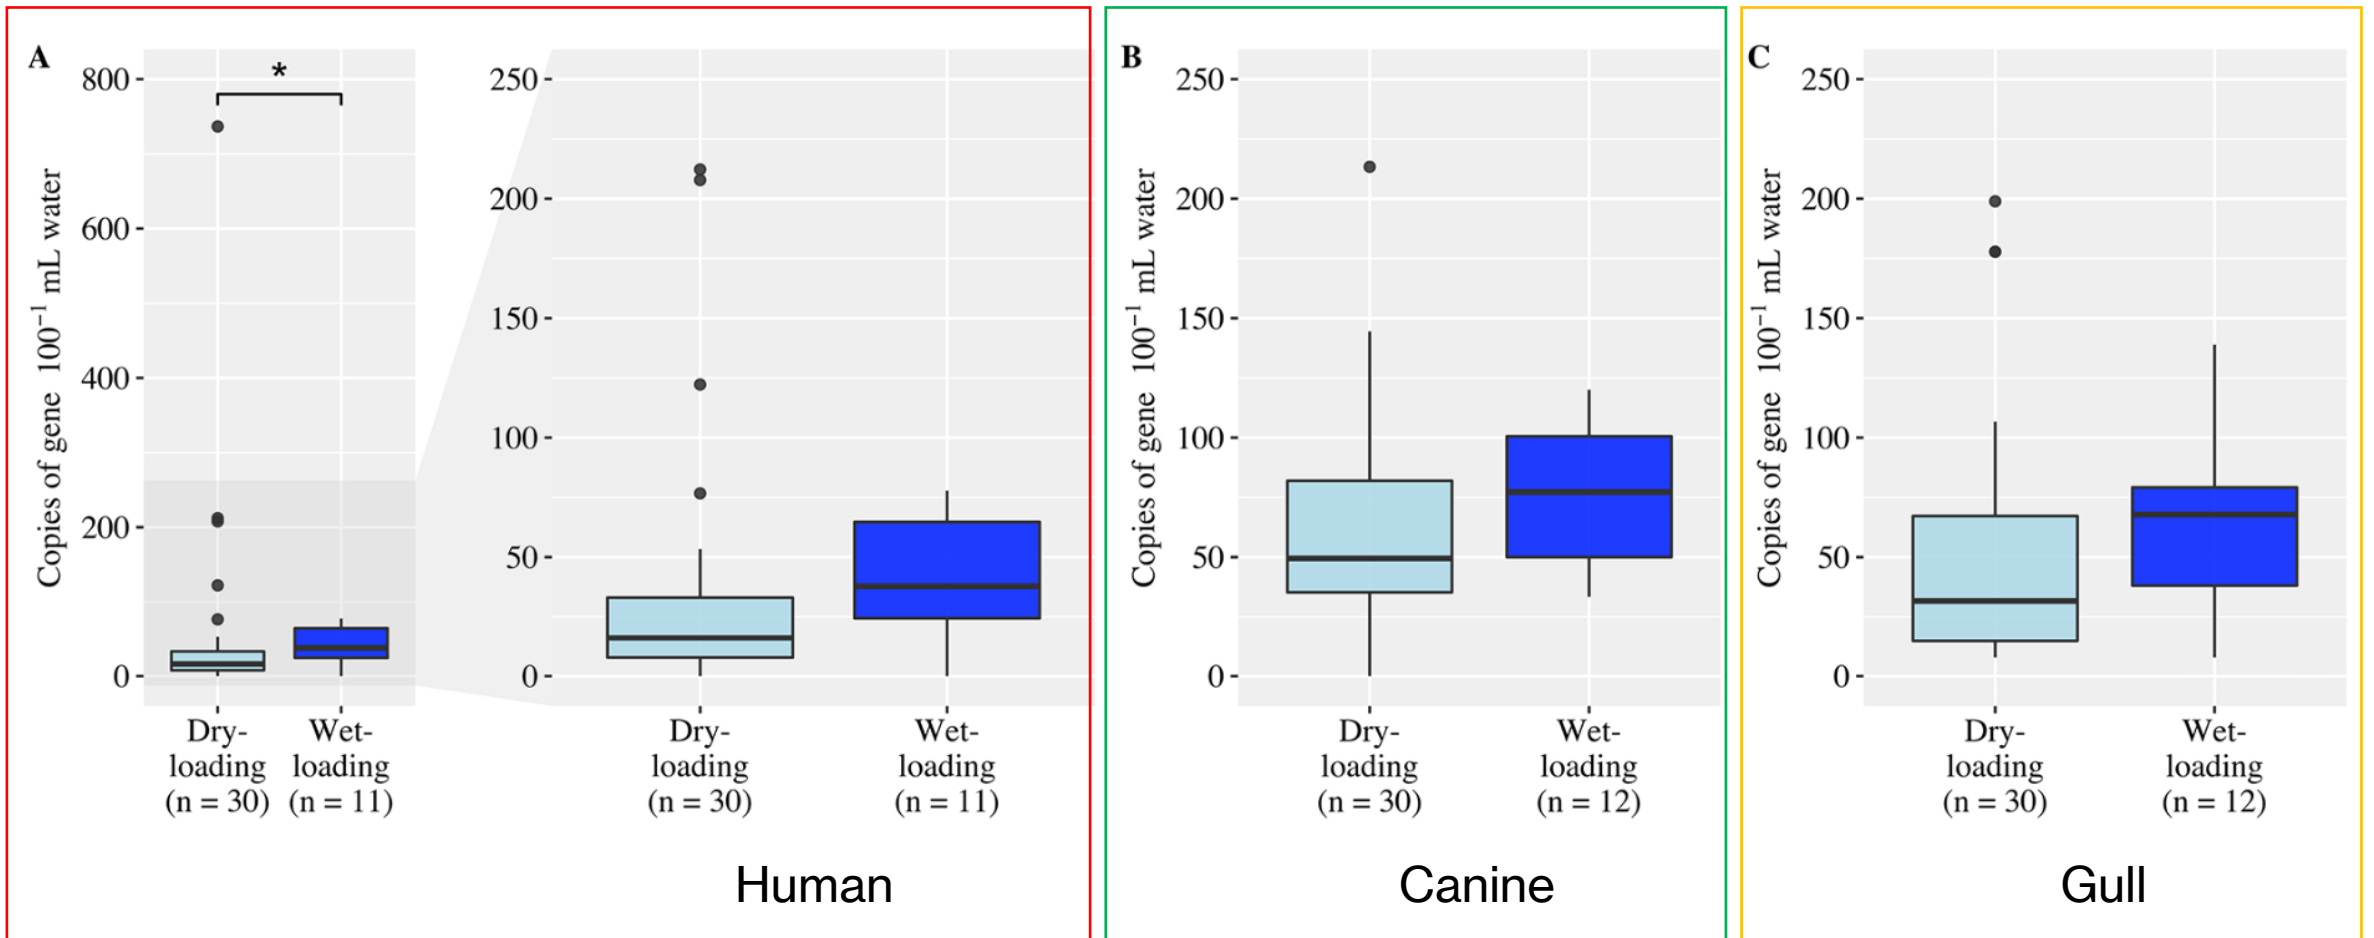 A
*
Copies of gene 100⁻¹ mL water
800
600
400
200
0
Dry-
loading
(n = 30)
Wet-
loading
(n = 11)
250
200
150
100
50
0
Dry-
loading
(n = 30)
Wet-
loading
(n = 11)
Human
B
Copies of gene 100⁻¹ mL water
250
200
150
100
50
0
Dry-
loading
(n = 30)
Wet-
loading
(n = 12)
Canine
C
Copies of gene 100⁻¹ mL water
250
200
150
100
50
0
Dry-
loading
(n = 30)
Wet-
loading
(n = 12)
Gull